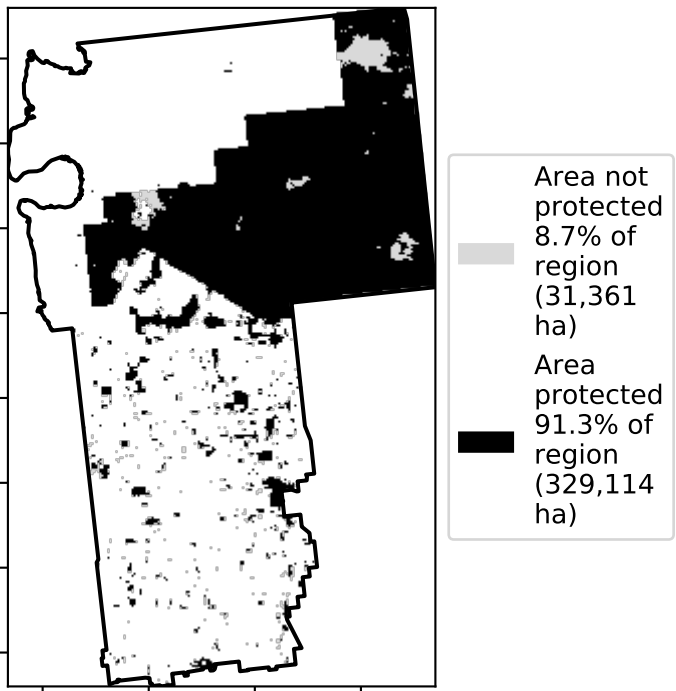 Area not
protected
8.7% of
region
(31,361
ha)
Area
protected
91.3% of
region
(329,114
ha)